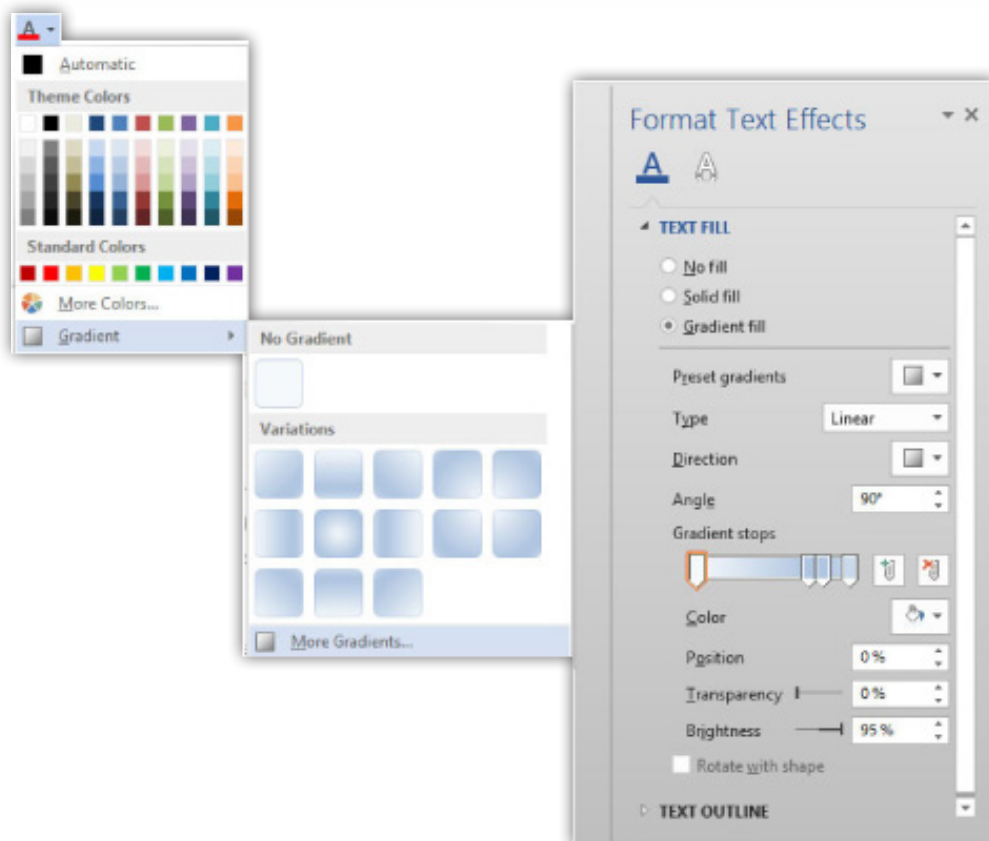 A
Automatic
Theme Colors
Standard Colors
More Colors...
Gradient
No Gradient
Variations
More Gradients...
Format Text Effects
A A
TEXT FILL
No fill
Solid fill
Gradient fill
Preset gradients
Type Linear
Direction
Angle 90°
Gradient stops
Color
Position 0%
Transparency 0%
Brightness 95%
Rotate with shape
TEXT OUTLINE